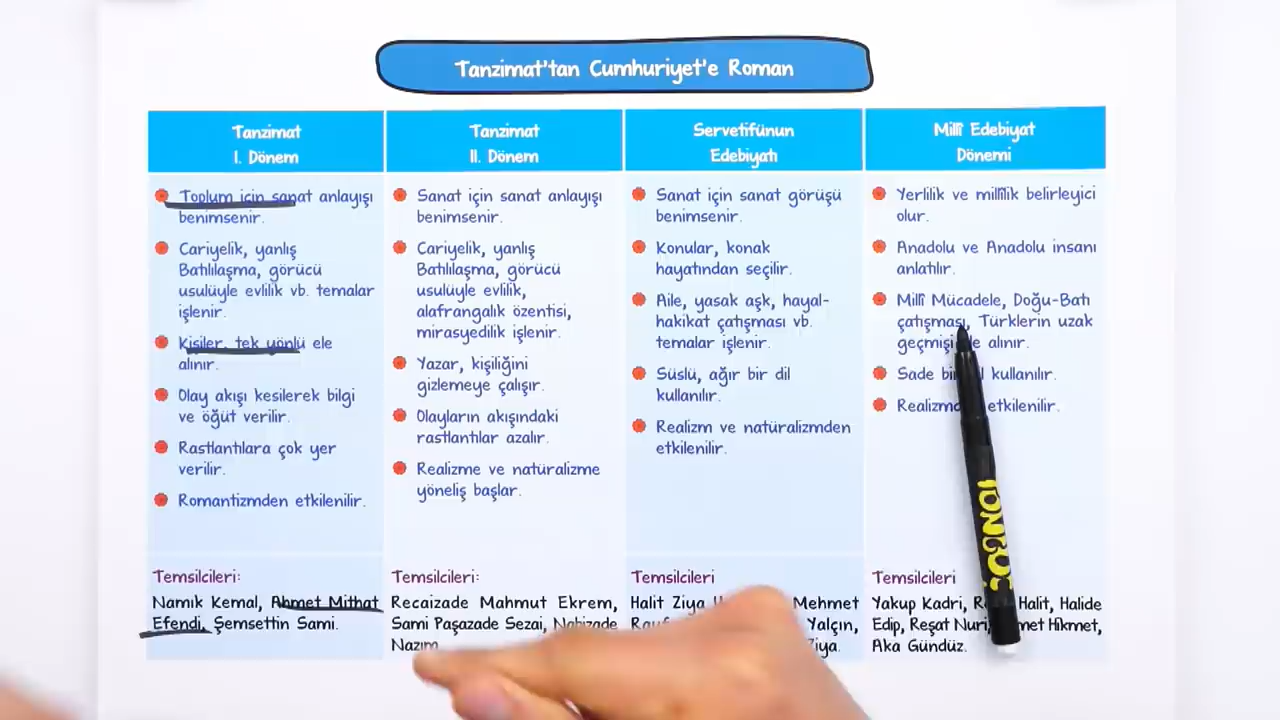 Tanzimat'tan Cumhuriyet'e Roman
Tanzimat
I. Dönem
Toplum için sanat anlayışı
benimsenir.
Cariyelik, yanlış
Batılılaşma, görücü
usulüyle evlilik vb. temalar
işlenir.
Kişiler, tek yönlü ele
alınır.
Olay akışı kesilerek bilgi
ve öğüt verilir.
Rastlantılara çok yer
verilir.
Romantizmden etkilenilir.
Temsilcileri:
Namık Kemal, Ahmet Mithat
Efendi, Şemsettin Sami.
Tanzimat
II. Dönem
Sanat için sanat anlayışı
benimsenir.
Cariyelik, yanlış
Batılılaşma, görücü
usulüyle evlilik,
alafrangalık özentisi,
mirasyedilik işlenir.
Yazar, kişiliğini
gizlemeye çalışır.
Olayların akışındaki
rastlantılar azalır.
Realizme ve natüralizme
yöneliş başlar.
Temsilcileri:
Recaizade Mahmut Ekrem,
Sami Paşazade Sezai, Nabizade
Nazım
Servetifünun
Edebiyatı
Sanat için sanat görüşü
benimsenir.
Konular, konak
hayatından seçilir.
Aile, yasak aşk, hayal-
hakikat çatışması vb.
temalar işlenir.
Süslü, ağır bir dil
kullanılır.
Realizm ve natüralizmden
etkilenilir.
Temsilcileri
Halit Ziya Mehmet
Yalçın,
Ziya.
Millî Edebiyat
Dönemi
Yerlilik ve millîlik belirleyici
olur.
Anadolu ve Anadolu insanı
anlatılır.
Millî Mücadele, Doğu-Batı
çatışması, Türklerin uzak
geçmişi alınır.
Sade kullanılır.
etkilenilir.
Temsilcileri
Yakup Kadri, Halit, Halide
Edip, Reşat Nuri, Hikmet,
Aka Gündüz.